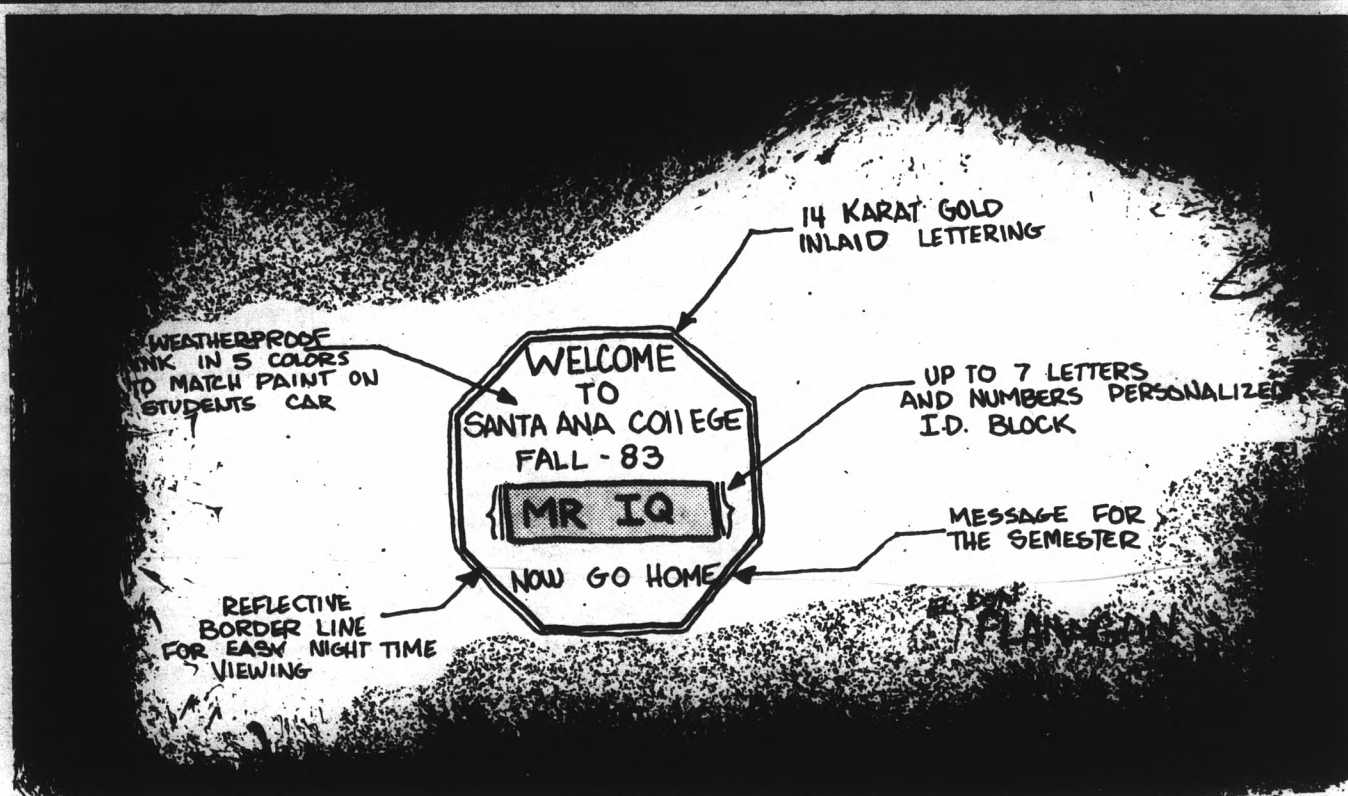 14 KARAT GOLD
INLAID LETTERING
WEATHERPROOF
INK IN 5 COLORS
TO MATCH PAINT ON
STUDENTS CAR
WELCOME
TO
SANTA ANA COllEGE
FALL - 83
MR IQ
NOW GO HOME
UP TO 7 LETTERS
AND NUMBERS PERSONALIZED
I.D. BLOCK
MESSAGE FOR
THE SEMESTER
REFLECTIVE
BORDER LINE
FOR EASY NIGHT TIME
VIEWING
EL DON
FLANAGAN